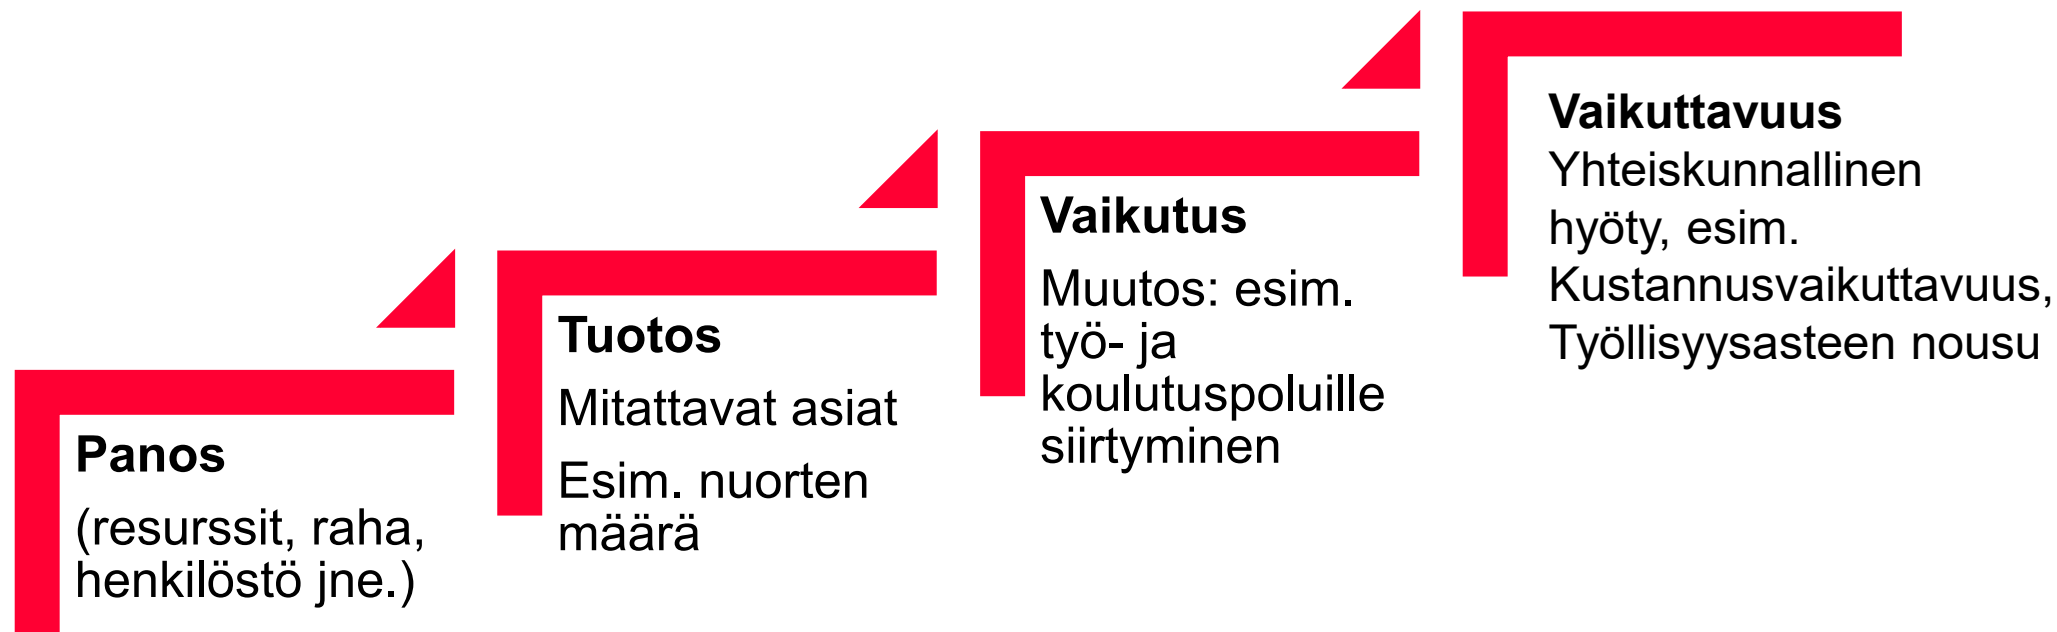 Panos
(resurssit, raha,
henkilöstö jne.)
Tuotos
Mitattavat asiat
Esim. nuorten
määrä
Vaikutus
Muutos: esim.
työ- ja
koulutuspoluille
siirtyminen
Vaikuttavuus
Yhteiskunnallinen
hyöty, esim.
Kustannusvaikuttavuus,
Työllisyysasteen nousu